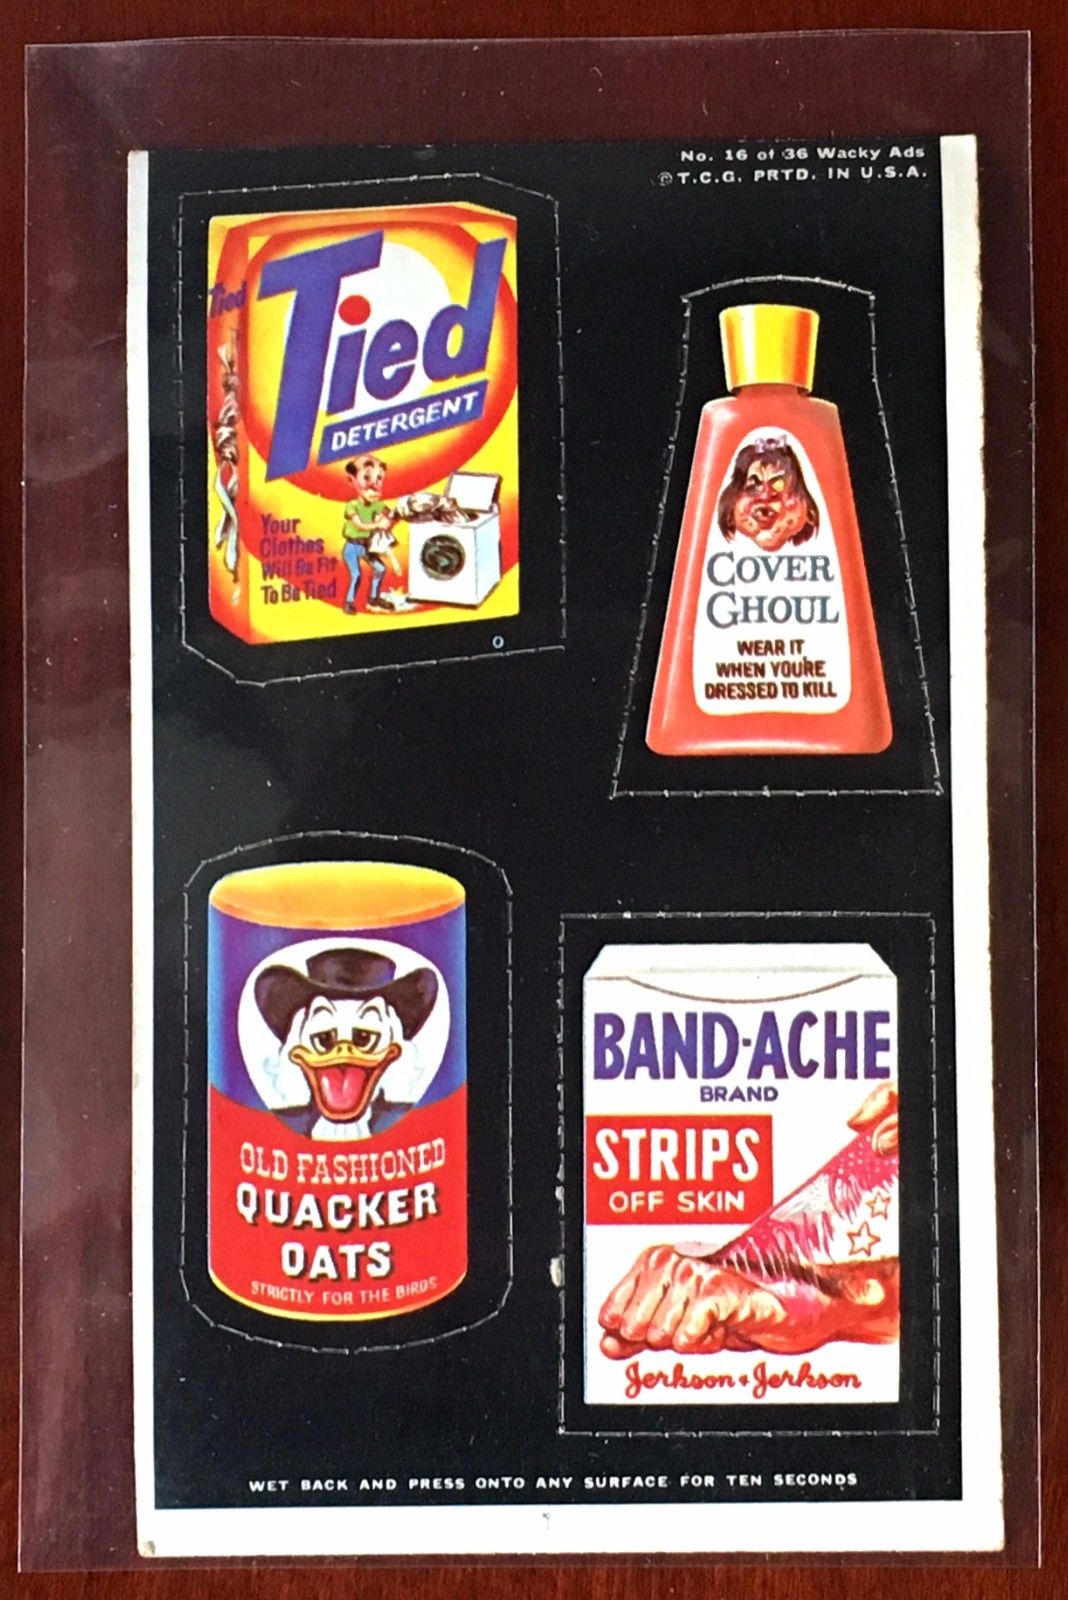 No. 16 of 36 Wacky Ads
©T.C.G. PRTD. IN U.S.A.
Tied
Tied
DETERGENT
Your
Clothes
Will Be Fit
To Be Tied
O
COVER
GHOUL
WEAR IT
WHEN YOU'RE
DRESSED TO KILL
OLD FASHIONED
QUACKER
OATS
STRICTLY FOR THE BIRDS
BAND-ACHE
BRAND
STRIPS
OFF SKIN
Jerkson & Jerkson
WET BACK AND PRESS ONTO ANY SURFACE FOR TEN SECONDS